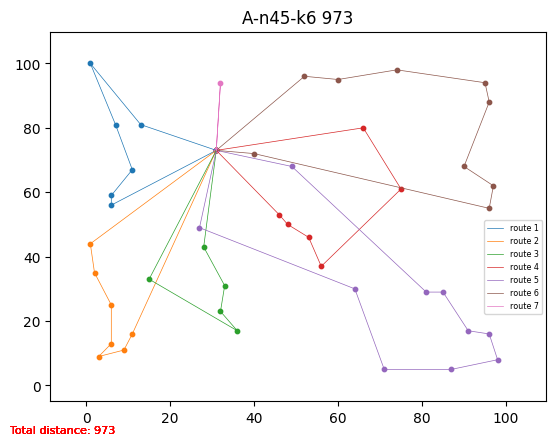 A-n45-k6 973
100
80
60
40
20
0
route 1
route 2
route 3
route 4
route 5
route 6
route 7
0 20 40 60 80 100
Total distance: 973